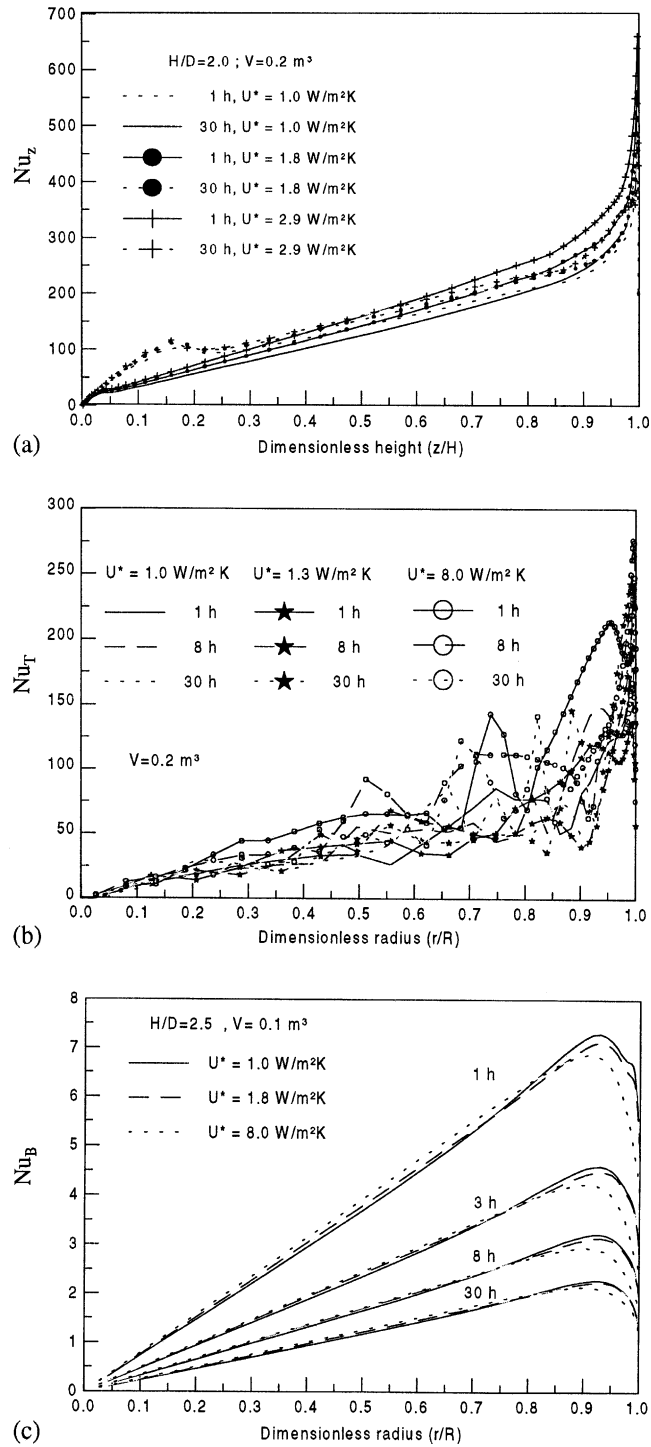 700
600
500
400
300
200
100
0
Nu_z
H/D=2.0 ; V=0.2 m³
1 h, U* = 1.0 W/m²K
30 h, U* = 1.0 W/m²K
1 h, U* = 1.8 W/m²K
30 h, U* = 1.8 W/m²K
1 h, U* = 2.9 W/m²K
30 h, U* = 2.9 W/m²K
0.0 0.1 0.2 0.3 0.4 0.5 0.6 0.7 0.8 0.9 1.0
(a)
Dimensionless height (z/H)
300
250
200
150
100
50
0
Nu_T
U* = 1.0 W/m² K U*= 1.3 W/m² K U*= 8.0 W/m² K
1 h 1 h 1 h
8 h 8 h 8 h
30 h 30 h 30 h
V=0.2 m³
0.0 0.1 0.2 0.3 0.4 0.5 0.6 0.7 0.8 0.9 1.0
(b)
Dimensionless radius (r/R)
8
7
6
5
4
3
2
1
0
Nu_B
H/D=2.5 , V= 0.1 m³
U* = 1.0 W/m²K
U* = 1.8 W/m²K
U* = 8.0 W/m²K
1 h
3 h
8 h
30 h
0.0 0.1 0.2 0.3 0.4 0.5 0.6 0.7 0.8 0.9 1.0
(c)
Dimensionless radius (r/R)